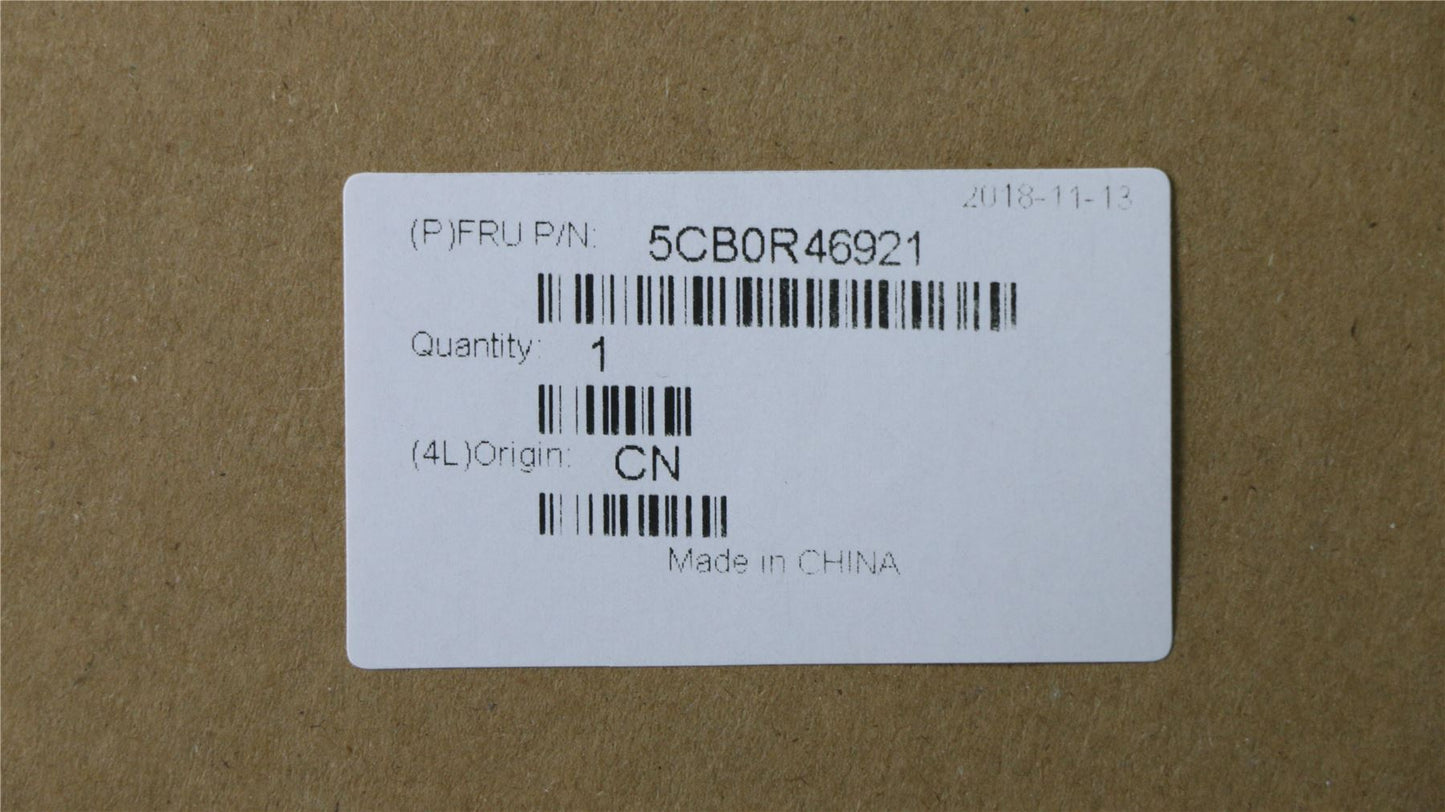 2018-11-13
(P)FRU P/N: 5CB0R46921
Quantity: 1
(4L)Origin: CN
Made in CHINA